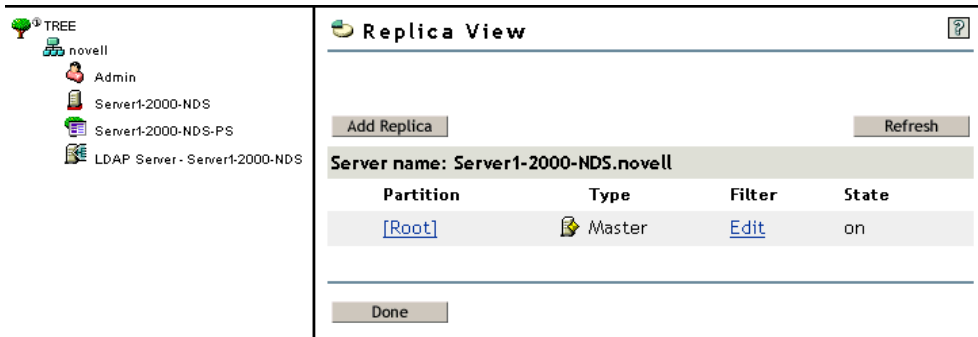 TREE
novell
Admin
Server1-2000-NDS
Server1-2000-NDS-PS
LDAP Server - Server1-2000-NDS
Replica View
?
Add Replica
Refresh
Server name: Server1-2000-NDS.novell
Partition Type Filter State
[Root] Master Edit on
Done